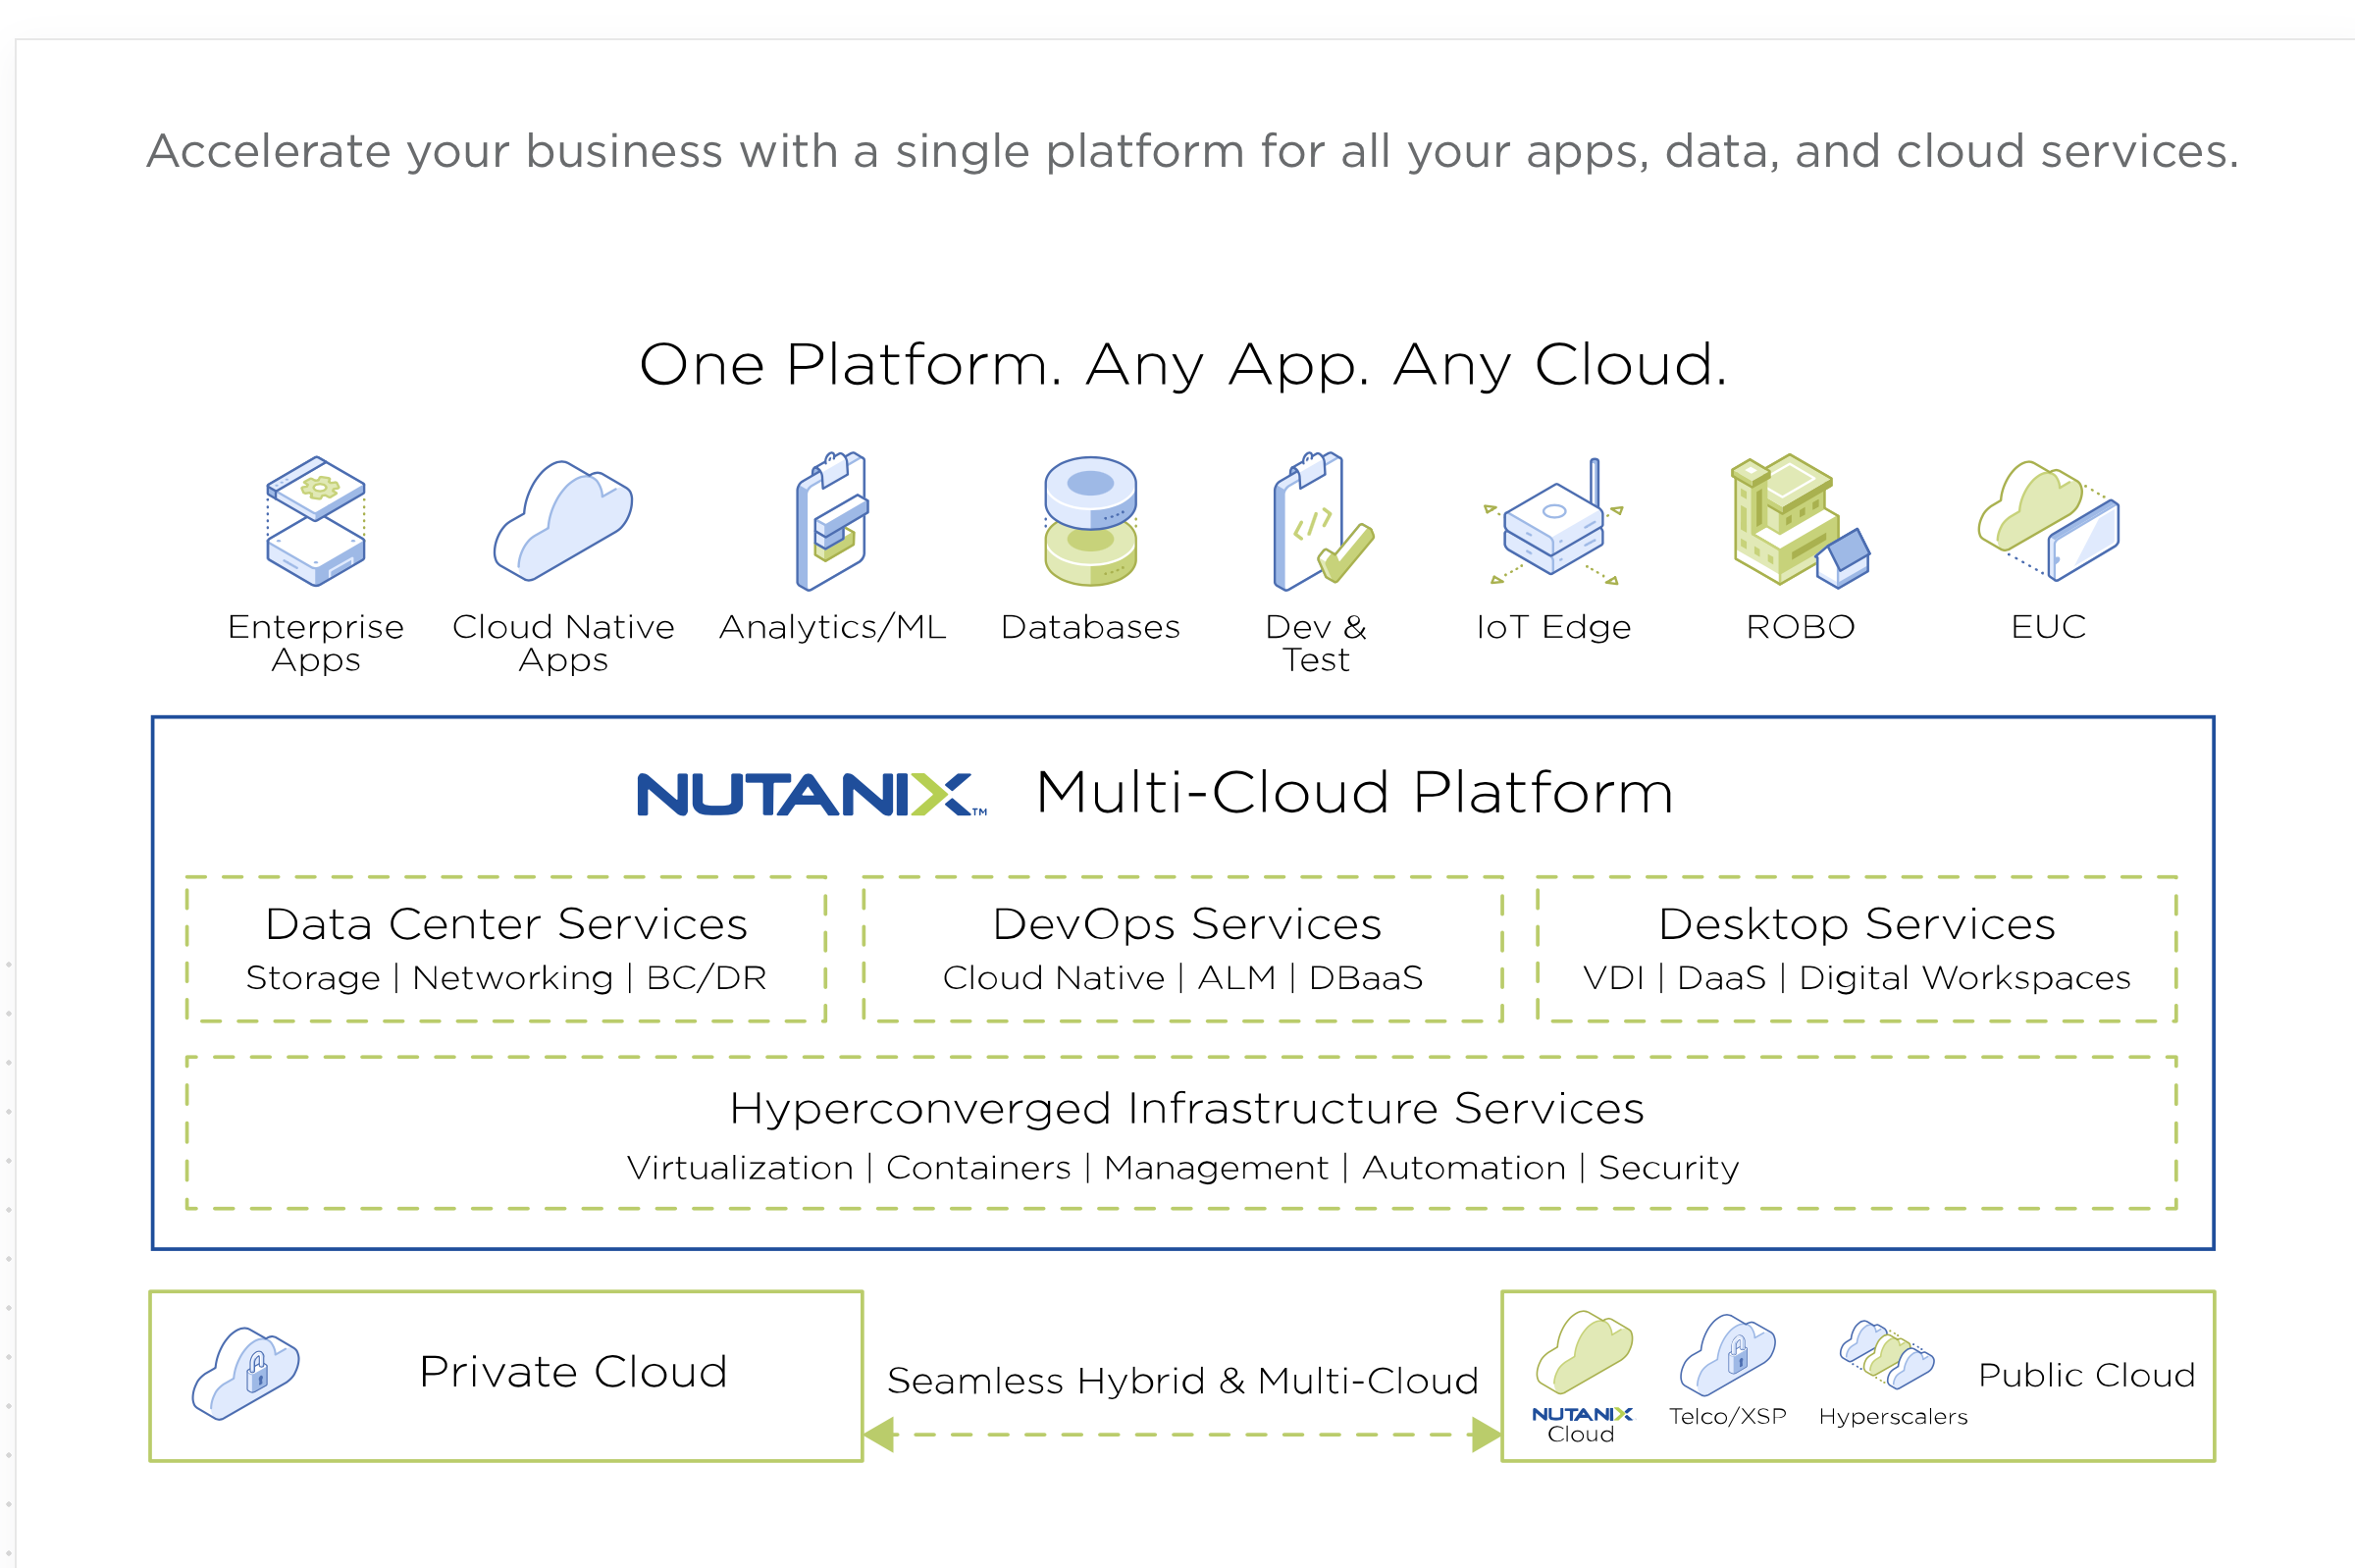 Accelerate your business with a single platform for all your apps, data, and cloud services.
One Platform. Any App. Any Cloud.
Enterprise
Apps
Cloud Native
Apps
Analytics/ML
Databases
Dev &
Test
IoT Edge
ROBO
EUC
NUTANIX™ Multi-Cloud Platform
Data Center Services
Storage | Networking | BC/DR
DevOps Services
Cloud Native | ALM | DBaaS
Desktop Services
VDI | DaaS | Digital Workspaces
Hyperconverged Infrastructure Services
Virtualization | Containers | Management | Automation | Security
Private Cloud
Seamless Hybrid & Multi-Cloud
NUTANIX
Cloud
Telco/XSP
Hyperscalers
Public Cloud